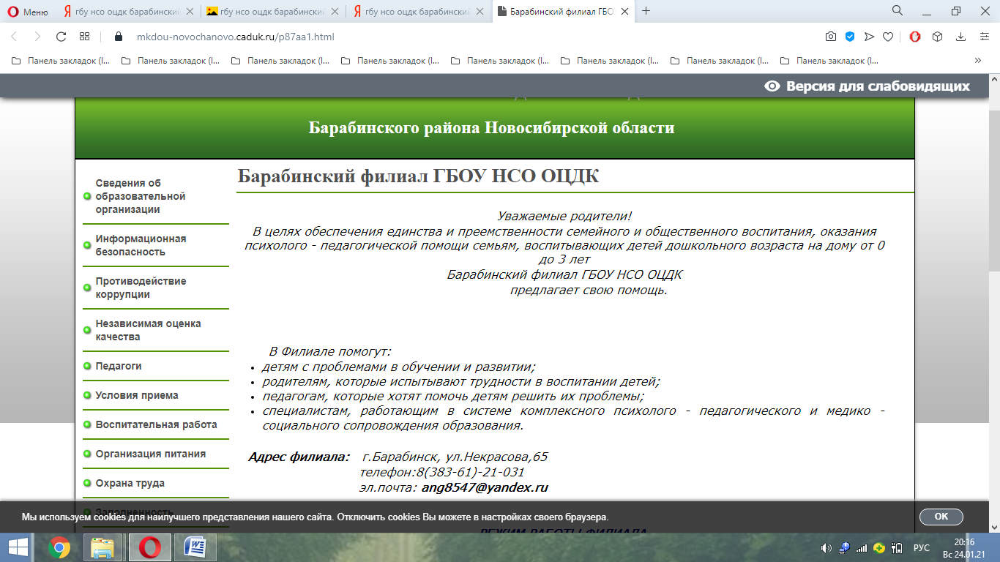 Меню
гбу нсо оцдк барабинский
гбу нсо оцдк барабинский
гбу нсо оцдк барабинский
Барабинский филиал ГБО
mkdou-novochanovo.caduk.ru/p87aa1.html
Панель закладок (I...
Панель закладок (I...
Панель закладок (I...
Панель закладок (I...
Панель закладок (I...
Панель закладок (I...
Панель закладок (I...
Панель закладок (I...
Версия для слабовидящих
Барабинского района Новосибирской области
Сведения об
образовательной
организации
Информационная
безопасность
Противодействие
коррупции
Независимая оценка
качества
Педагоги
Условия приема
Воспитательная работа
Организация питания
Охрана труда
Заполненность
Барабинский филиал ГБОУ НСО ОЦДК
Уважаемые родители!
В целях обеспечения единства и преемственности семейного и общественного воспитания, оказания
психолого - педагогической помощи семьям, воспитывающих детей дошкольного возраста на дому от 0
до 3 лет
Барабинский филиал ГБОУ НСО ОЦДК
предлагает свою помощь.
В Филиале помогут:
• детям с проблемами в обучении и развитии;
• родителям, которые испытывают трудности в воспитании детей;
• педагогам, которые хотят помочь детям решить их проблемы;
• специалистам, работающим в системе комплексного психолого - педагогического и медико -
социального сопровождения образования.
Адрес филиала: г.Барабинск, ул.Некрасова,65
телефон:8(383-61)-21-031
эл.почта: ang8547@yandex.ru
РЕЖИМ РАБОТЫ ФИЛИАЛА
Мы используем cookies для наилучшего представления нашего сайта. Отключить cookies Вы можете в настройках своего браузера.
OK
РУС
20:16
Вс 24.01.21